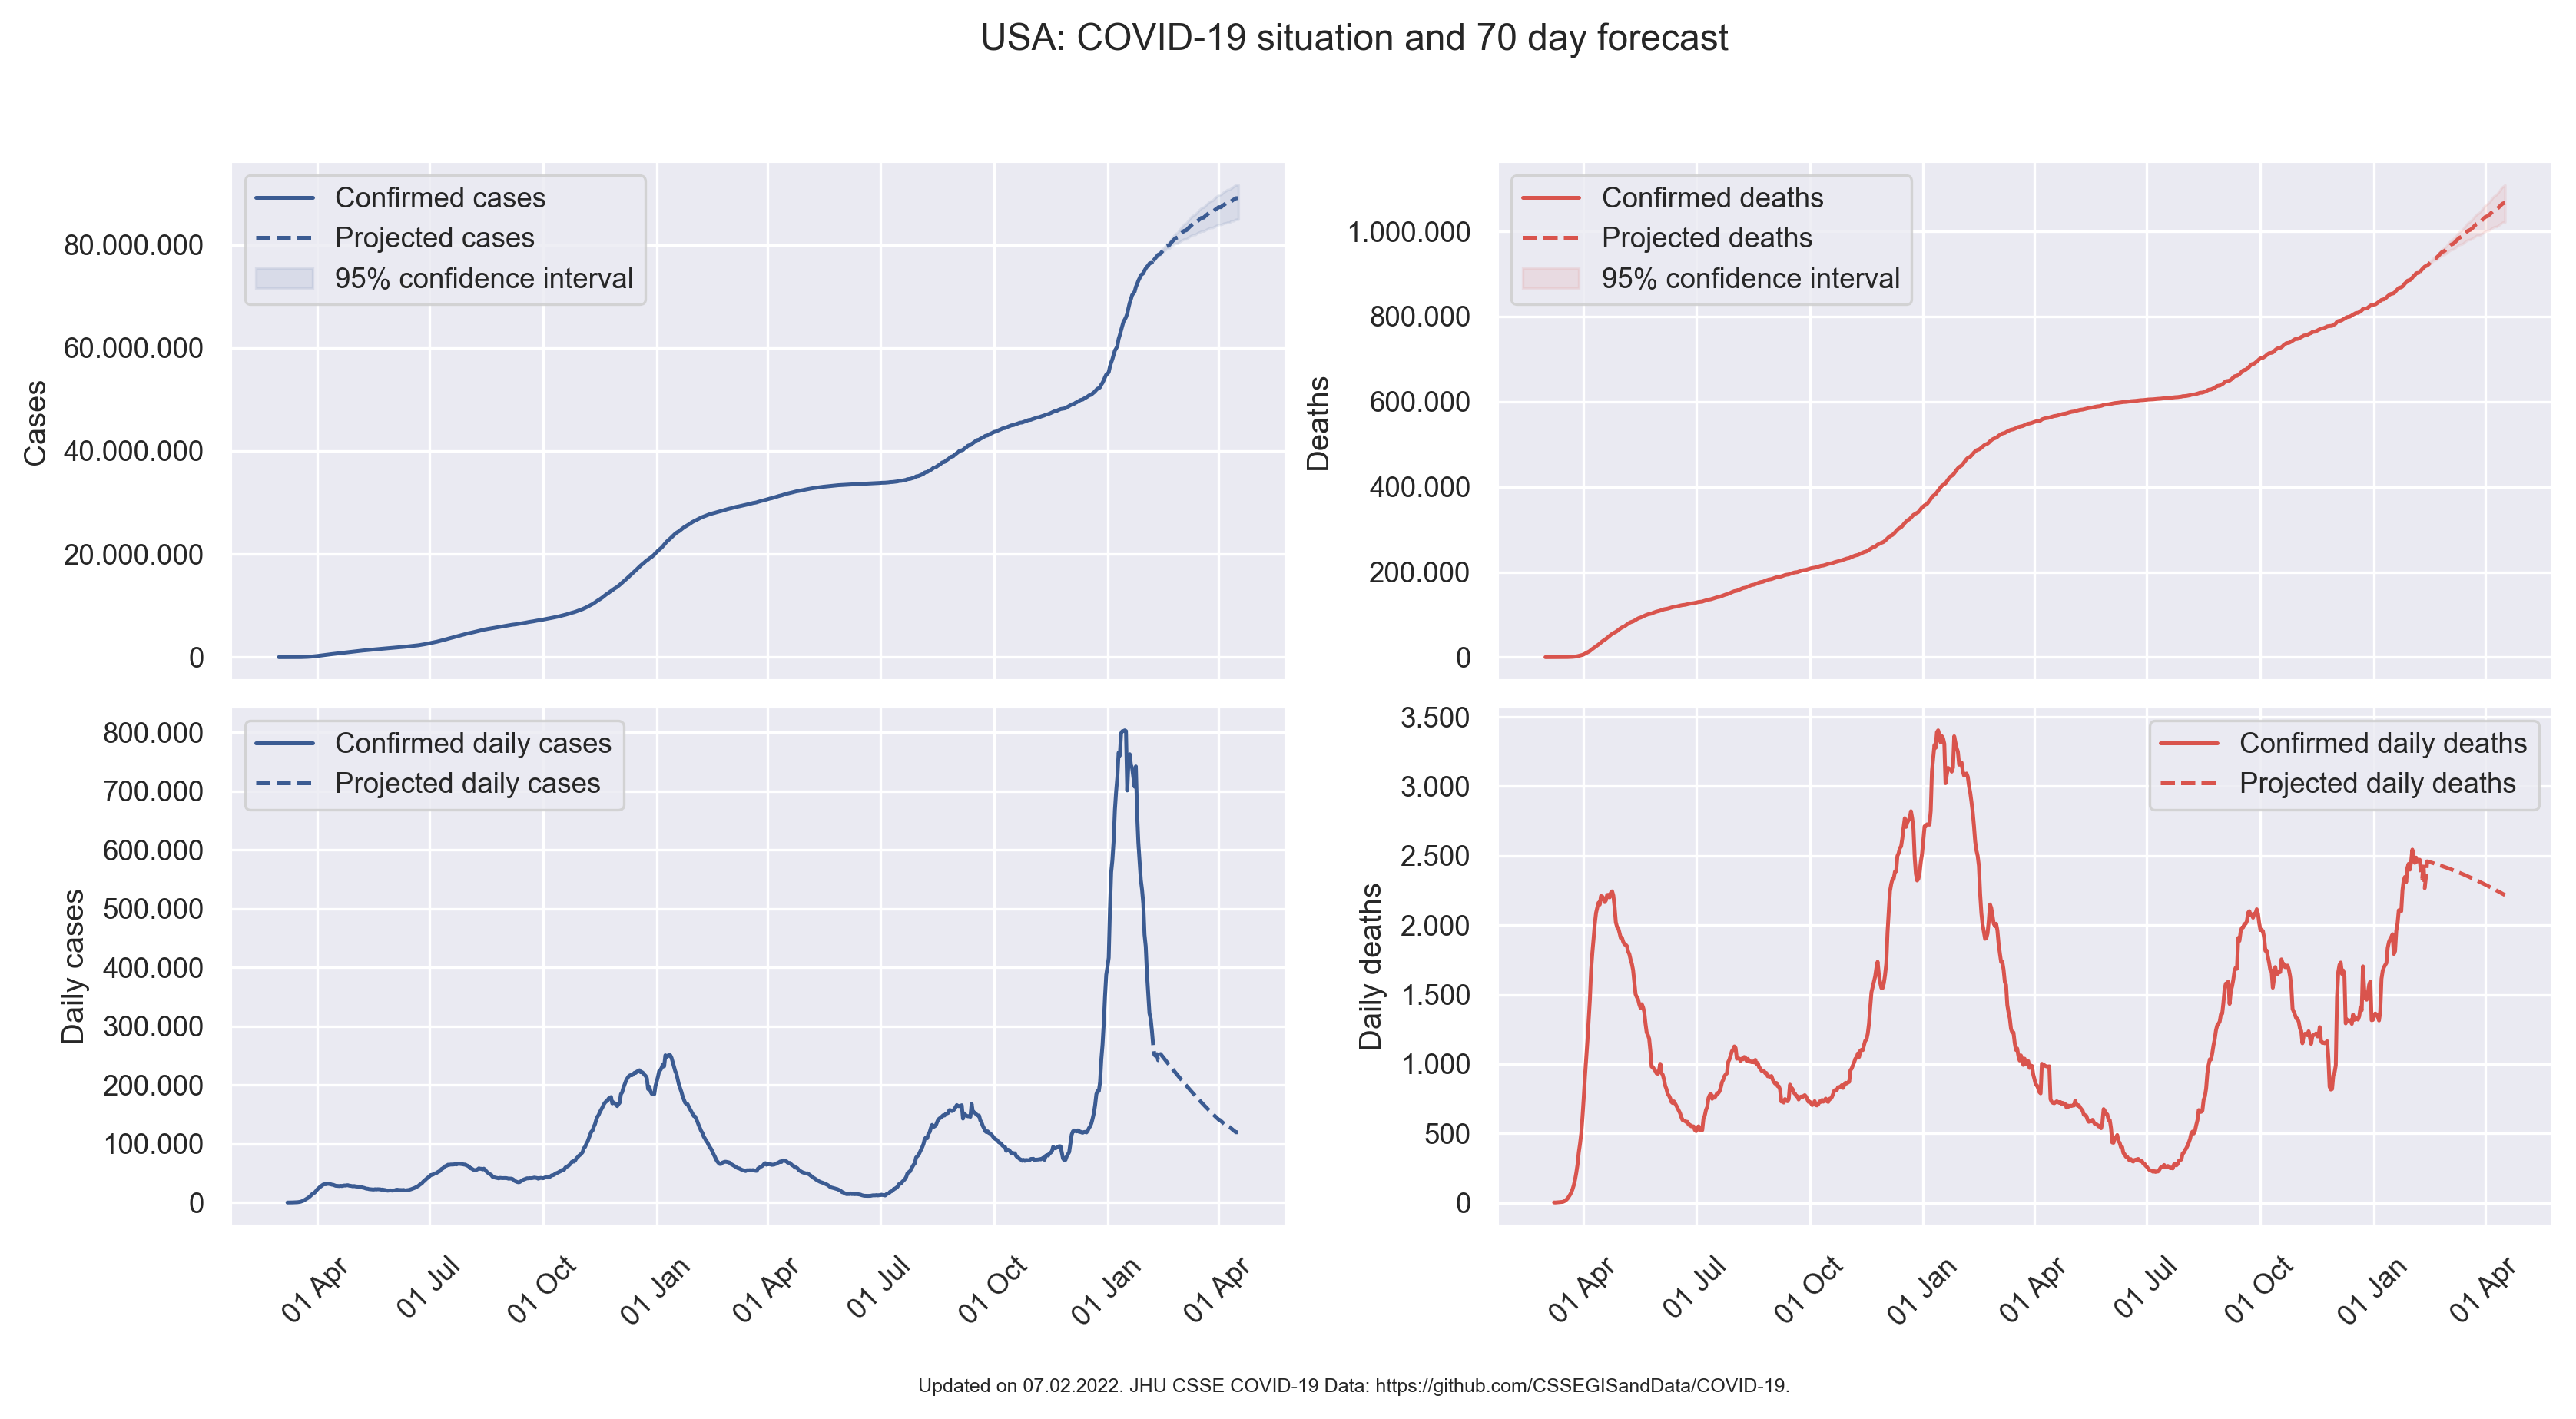 USA: COVID-19 situation and 70 day forecast
Confirmed cases
Projected cases
95% confidence interval
80.000.000
60.000.000
40.000.000
20.000.000
0
Cases
Confirmed deaths
Projected deaths
95% confidence interval
1.000.000
800.000
600.000
400.000
200.000
0
Deaths
Confirmed daily cases
Projected daily cases
800.000
700.000
600.000
500.000
400.000
300.000
200.000
100.000
0
Daily cases
01 Apr
01 Jul
01 Oct
01 Jan
01 Apr
01 Jul
01 Oct
01 Jan
01 Apr
Confirmed daily deaths
Projected daily deaths
3.500
3.000
2.500
2.000
1.500
1.000
500
0
Daily deaths
01 Apr
01 Jul
01 Oct
01 Jan
01 Apr
01 Jul
01 Oct
01 Jan
01 Apr
Updated on 07.02.2022. JHU CSSE COVID-19 Data: https://github.com/CSSEGISandData/COVID-19.